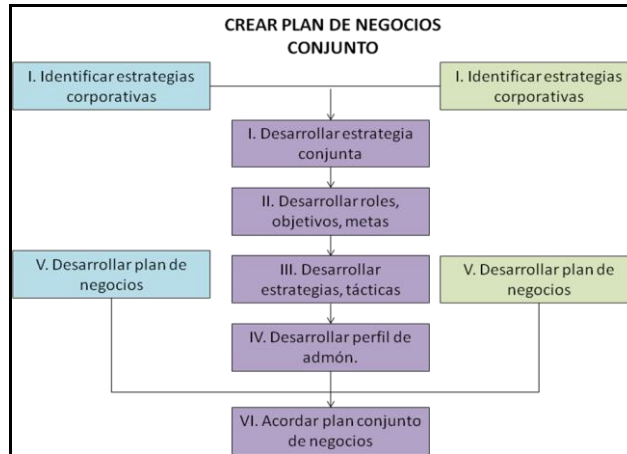 CREAR PLAN DE NEGOCIOS
CONJUNTO
I. Identificar estrategias
corporativas
I. Identificar estrategias
corporativas
I. Desarrollar estrategia
conjunta
II. Desarrollar roles,
objetivos, metas
V. Desarrollar plan de
negocios
III. Desarrollar
estrategias, tácticas
V. Desarrollar plan de
negocios
IV. Desarrollar perfil de
admón.
VI. Acordar plan conjunto
de negocios